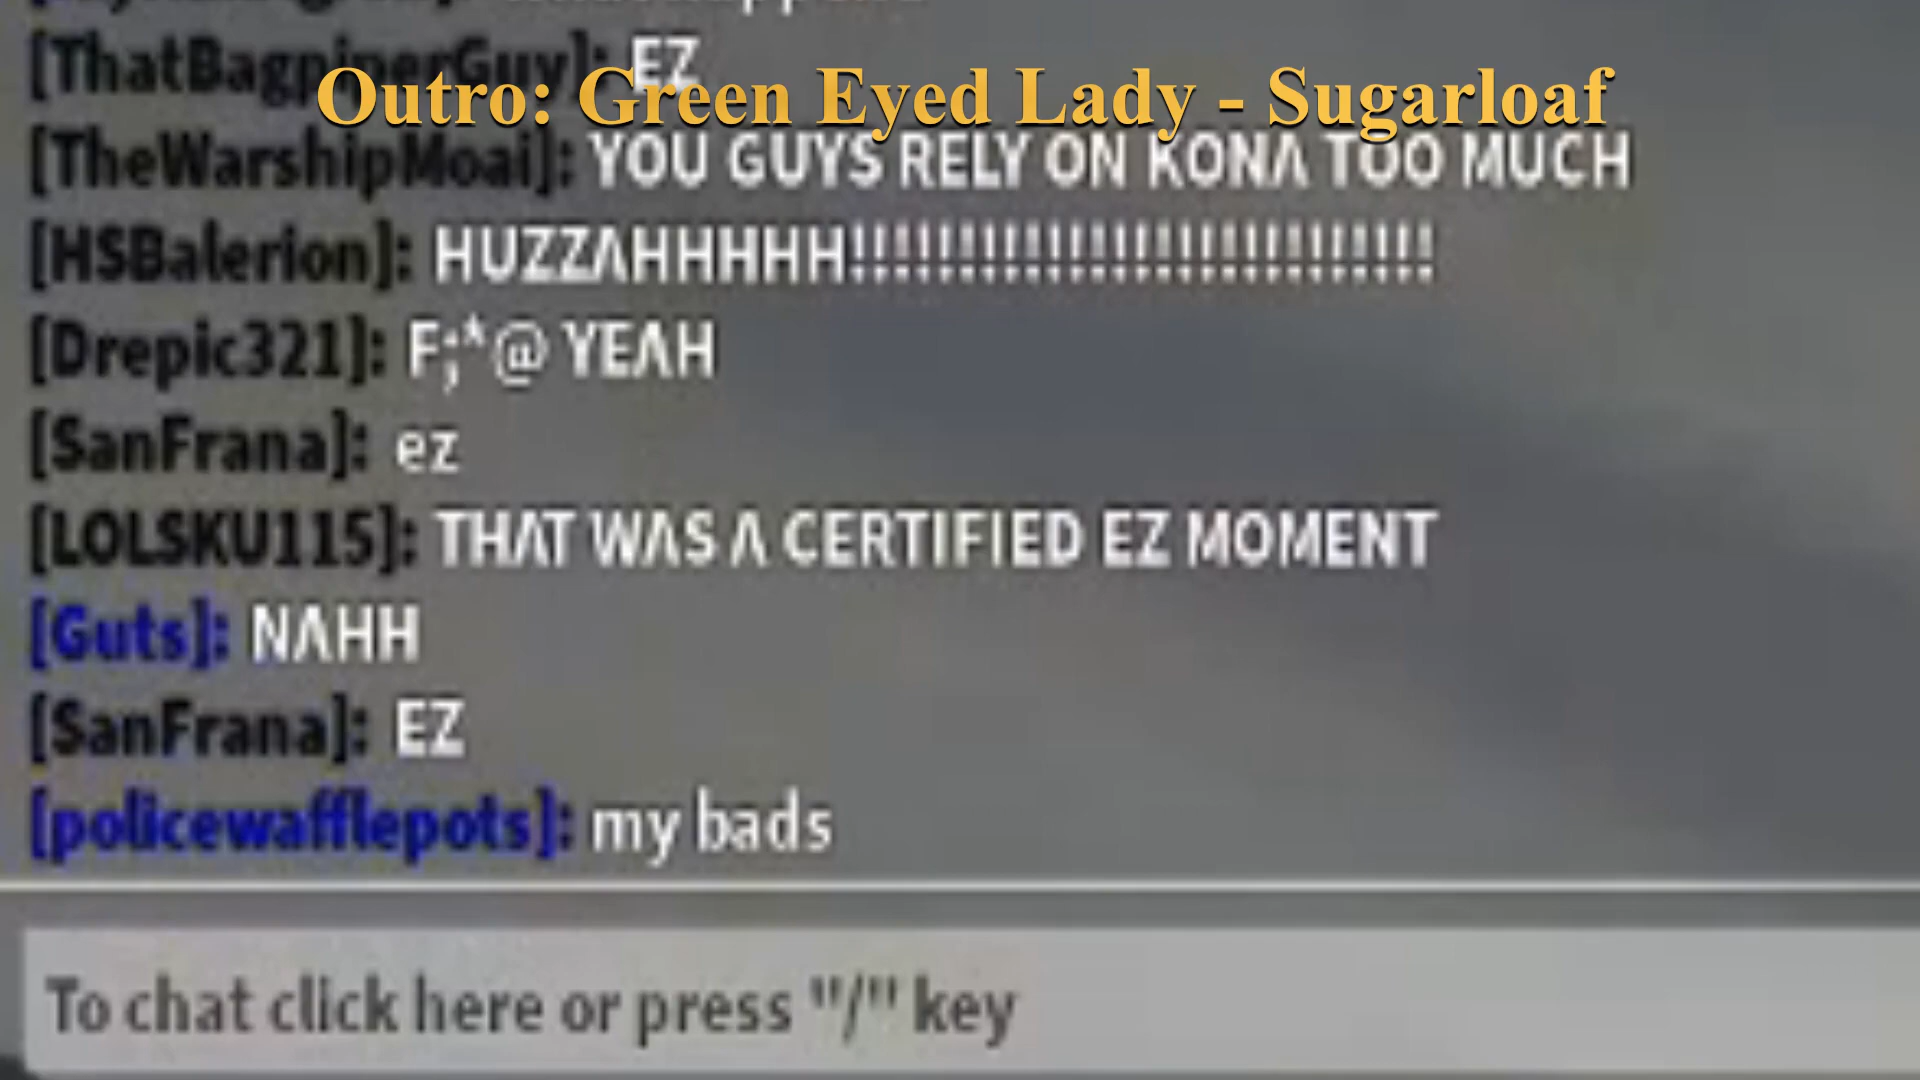 [ThatBagpiperGuy]: EZ
Outro: Green Eyed Lady - Sugarloaf
[TheWarshipMoai]: YOU GUYS RELY ON KONA TOO MUCH
[HSBalerion]: HUZZAHHHHH!!!!!!!!!!!!!!!!!!!!!!!!!!!
[Drepic321]: F;*@ YEAH
[SanFrana]: ez
[LOLSKU115]: THAT WAS A CERTIFIED EZ MOMENT
[Guts]: NAHH
[SanFrana]: EZ
[policewafflepots]: my bads
To chat click here or press "/" key